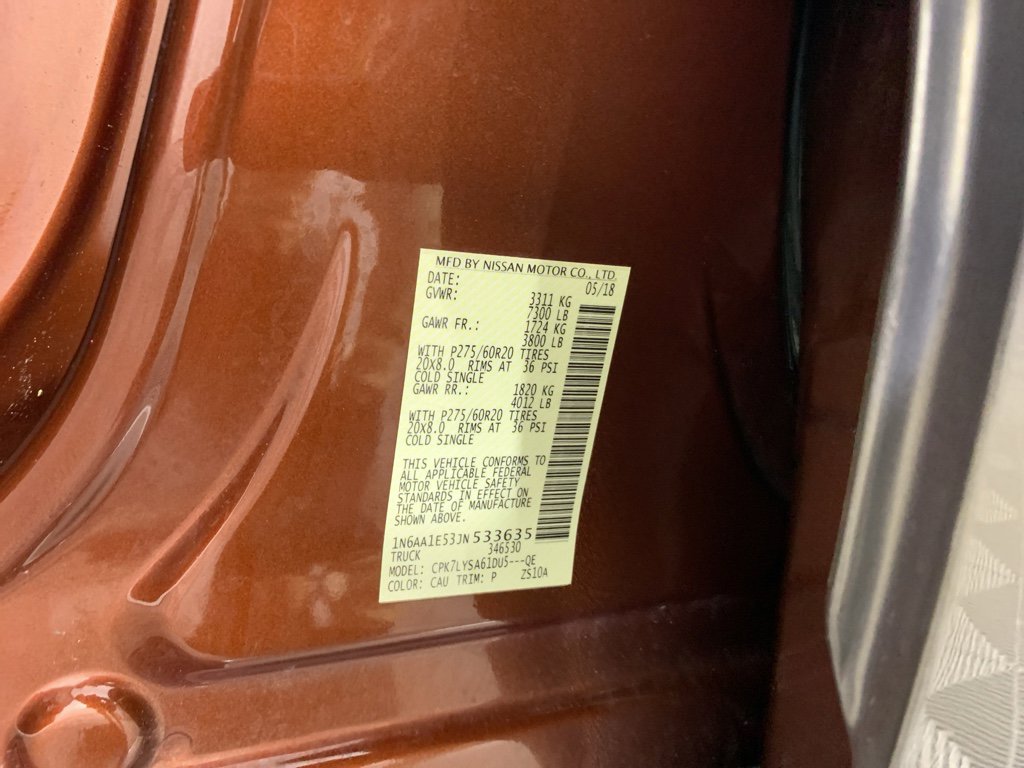 MFD BY NISSAN MOTOR CO., LTD.
DATE: 05/18
GVWR: 3311 KG
7300 LB
GAWR FR.: 1724 KG
3800 LB
WITH P275/60R20 TIRES
20X8.0 RIMS AT 36 PSI
COLD SINGLE
GAWR RR.: 1820 KG
4012 LB
WITH P275/60R20 TIRES
20X8.0 RIMS AT 36 PSI
COLD SINGLE
THIS VEHICLE CONFORMS TO
ALL APPLICABLE FEDERAL
MOTOR VEHICLE SAFETY
STANDARDS IN EFFECT ON
THE DATE OF MANUFACTURE
SHOWN ABOVE.
1N6AA1E53JN533635
TRUCK 346530
MODEL: CPK7LYSA61DU5---QE
COLOR: CAU TRIM: P ZS10A